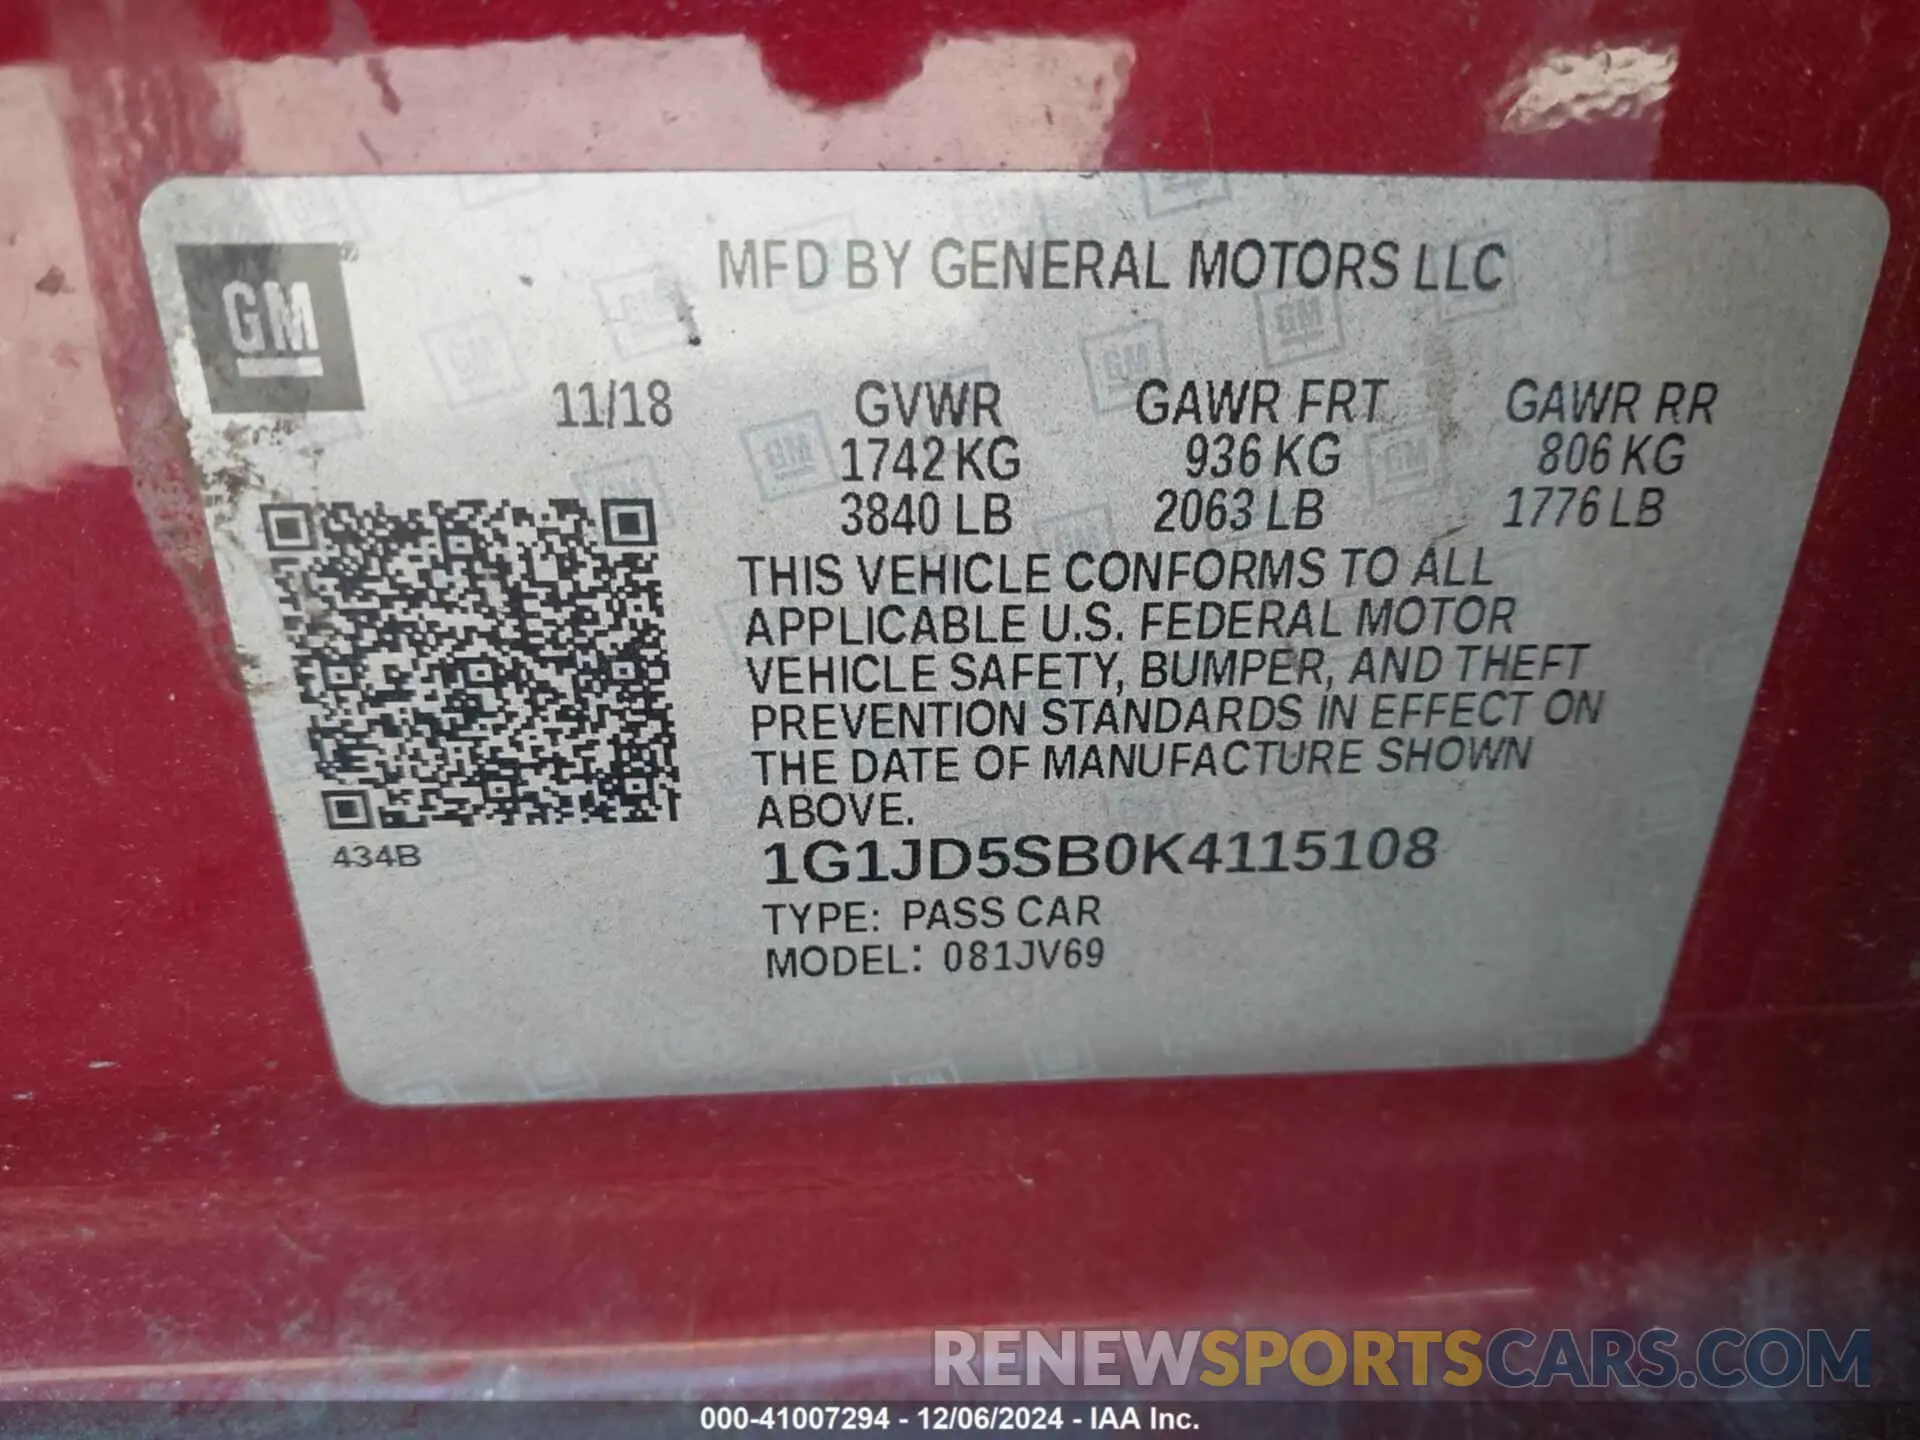 GM®
MFD BY GENERAL MOTORS LLC
11/18 GVWR GAWR FRT GAWR RR
1742 KG 936 KG 806 KG
3840 LB 2063 LB 1776 LB
THIS VEHICLE CONFORMS TO ALL
APPLICABLE U.S. FEDERAL MOTOR
VEHICLE SAFETY, BUMPER, AND THEFT
PREVENTION STANDARDS IN EFFECT ON
THE DATE OF MANUFACTURE SHOWN
ABOVE.
434B
1G1JD5SB0K4115108
TYPE: PASS CAR
MODEL: 081JV69
RENEWSPORTSCARS.COM
000-41007294 - 12/06/2024 - IAA Inc.